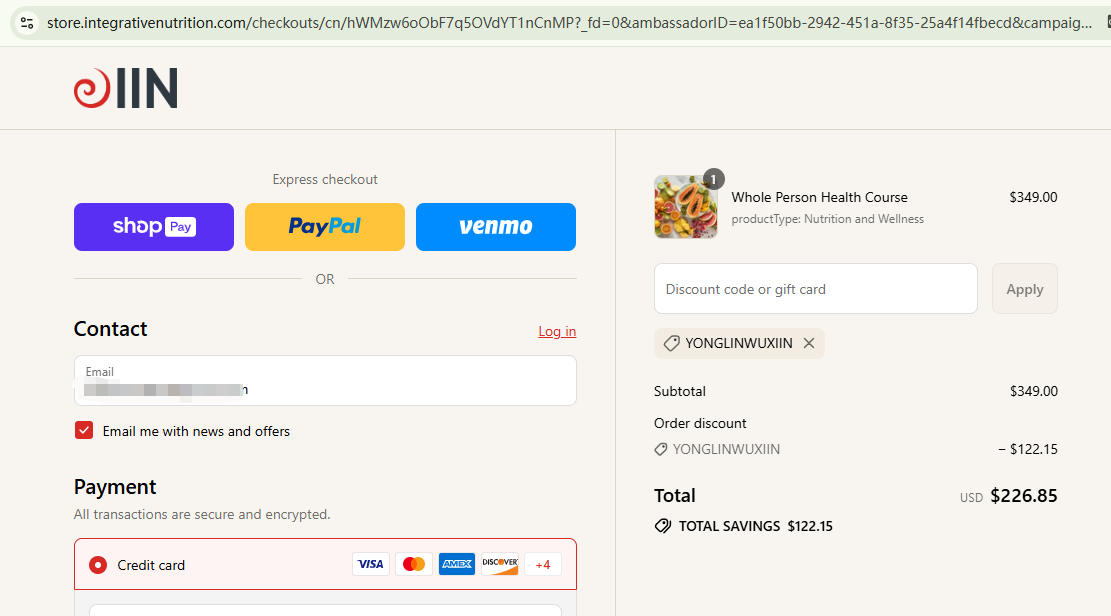 store.integrativenutrition.com/checkouts/cn/hWMzw6oObF7q5OVdYT1nCnMP?_fd=0&ambassadorID=ea1f50bb-2942-451a-8f35-25a4f14fbecd&campaig...
IIN
Express checkout
shop Pay
PayPal
venmo
OR
Contact
Log in
Email
n
Email me with news and offers
Payment
All transactions are secure and encrypted.
Credit card
VISA
AMEX
DISCOVER
+4
1
Whole Person Health Course
$349.00
productType: Nutrition and Wellness
Discount code or gift card
Apply
YONGLINWUXIIN
Subtotal
$349.00
Order discount
YONGLINWUXIIN
– $122.15
Total
USD $226.85
TOTAL SAVINGS $122.15